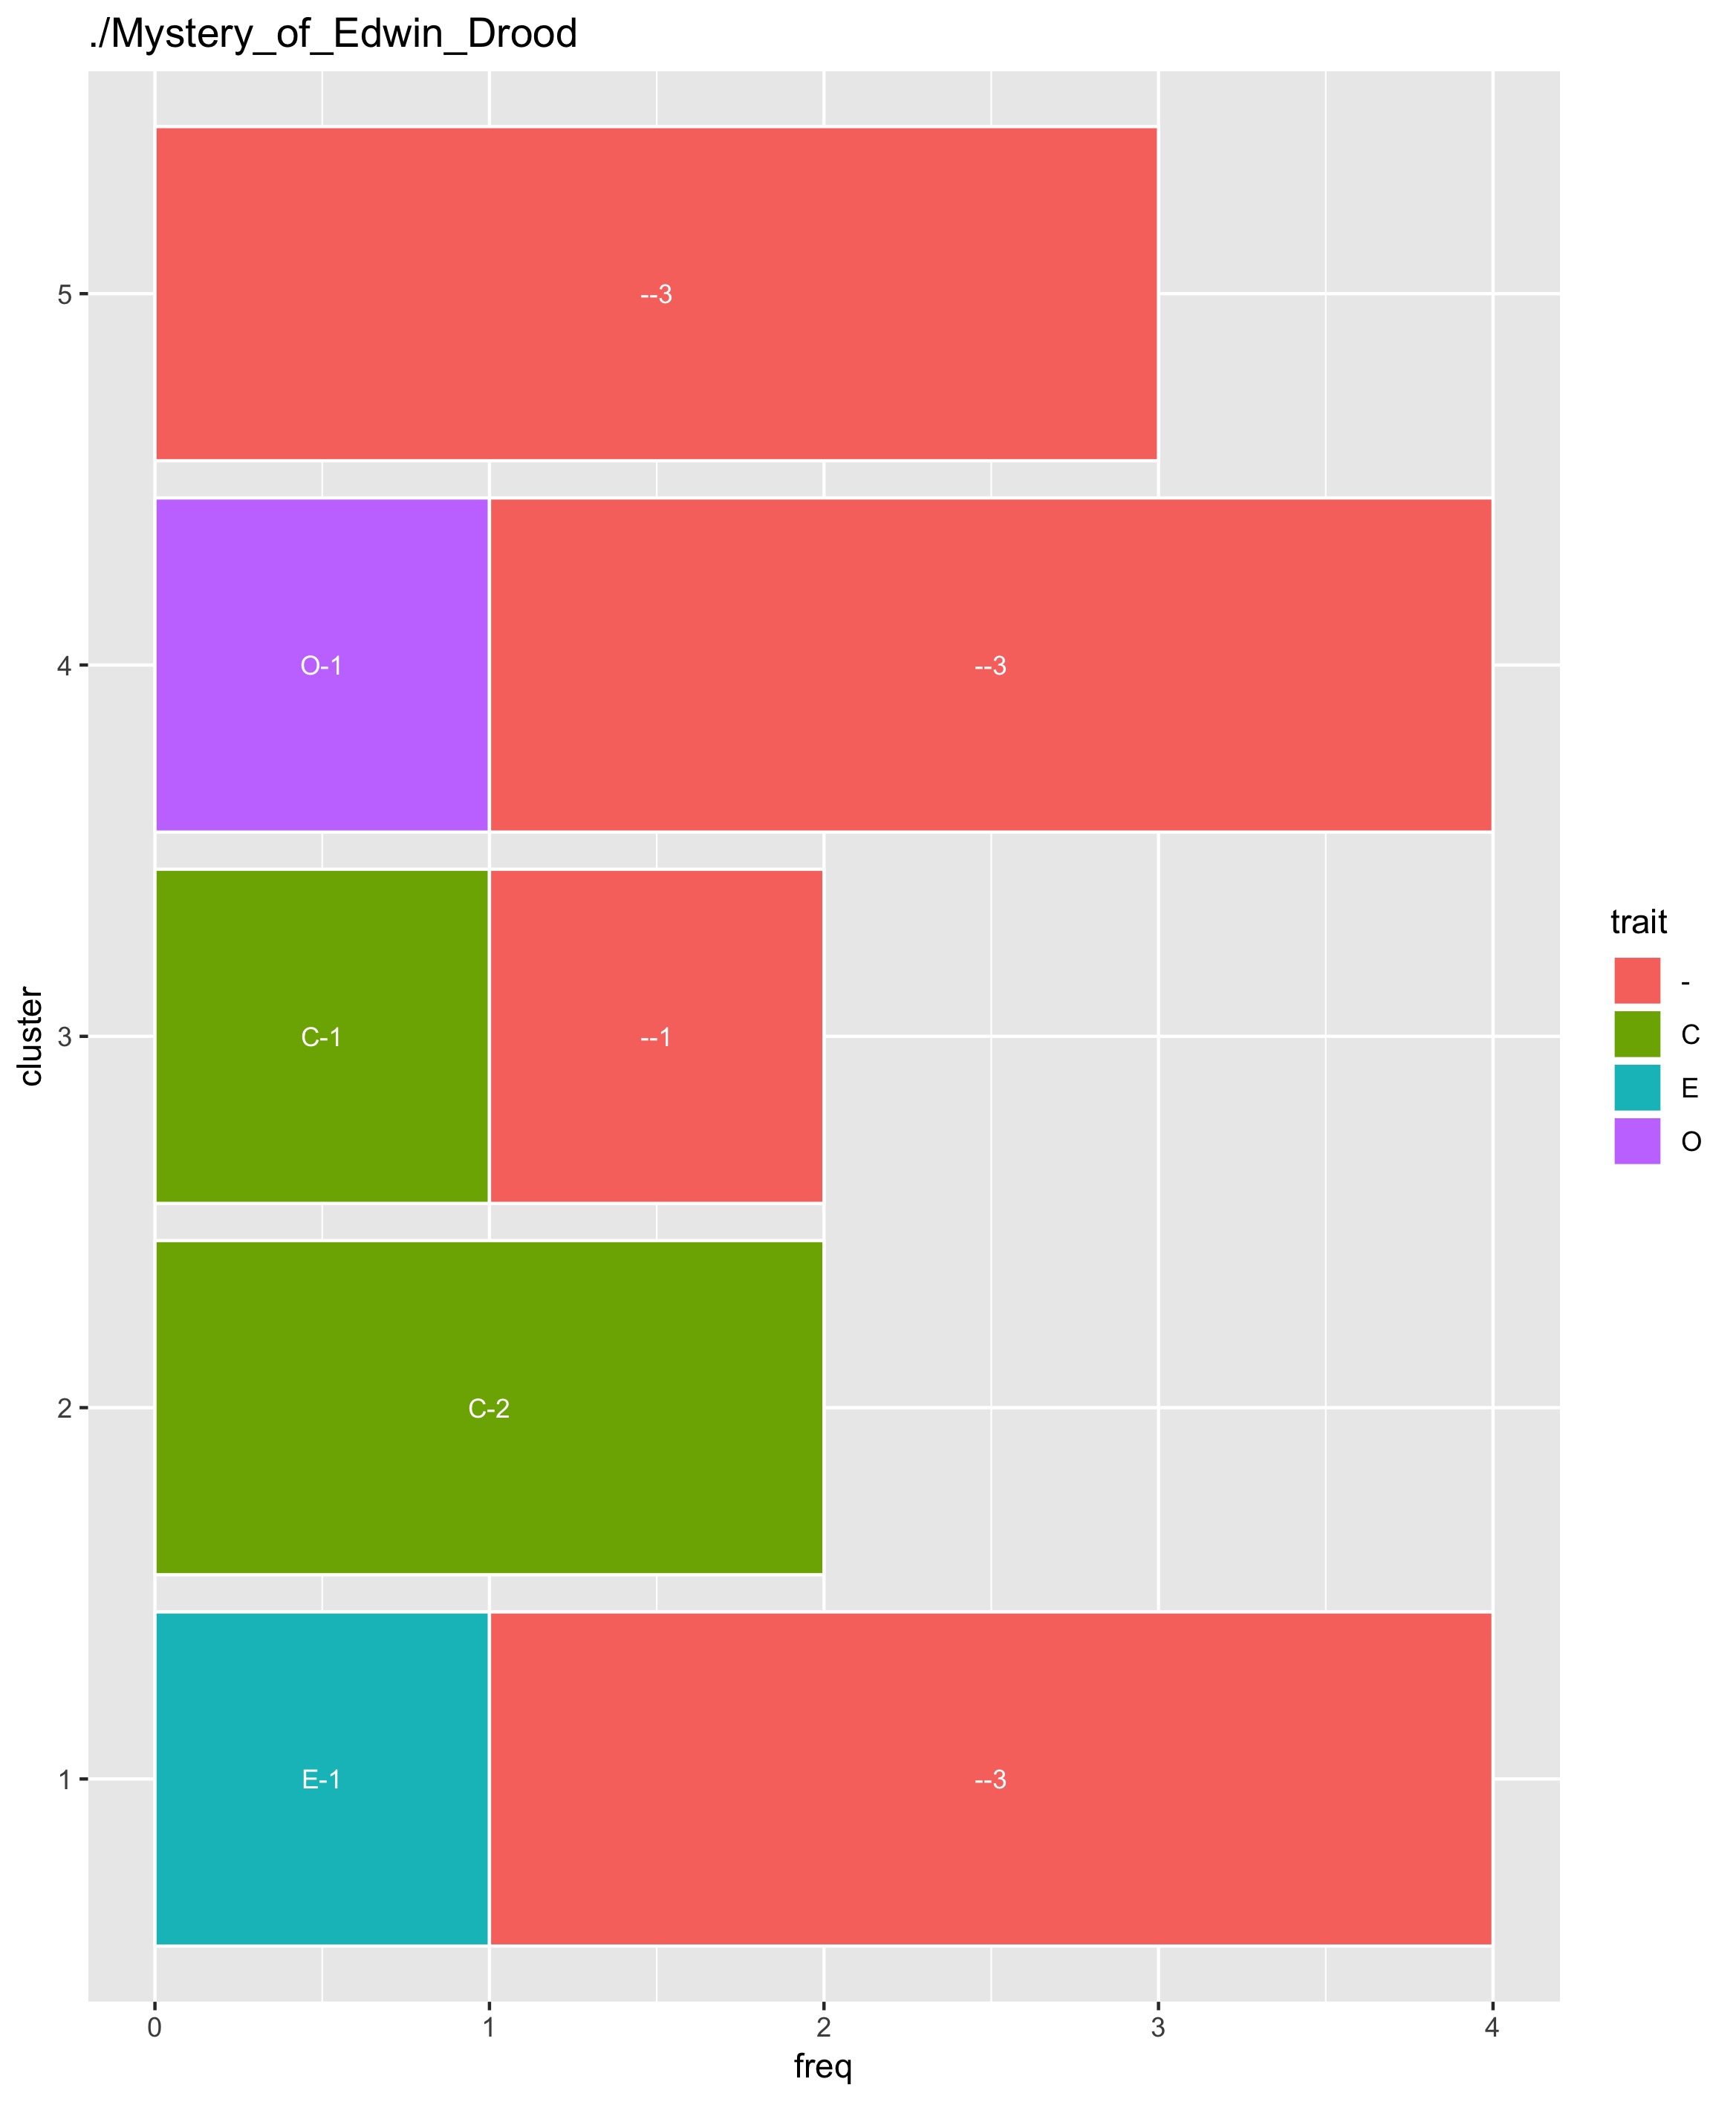 ./Mystery_of_Edwin_Drood
5
--3
4
O-1
--3
3
C-1
--1
2
C-2
1
E-1
--3
0
1
2
3
4
freq
cluster
trait
-
C
E
O